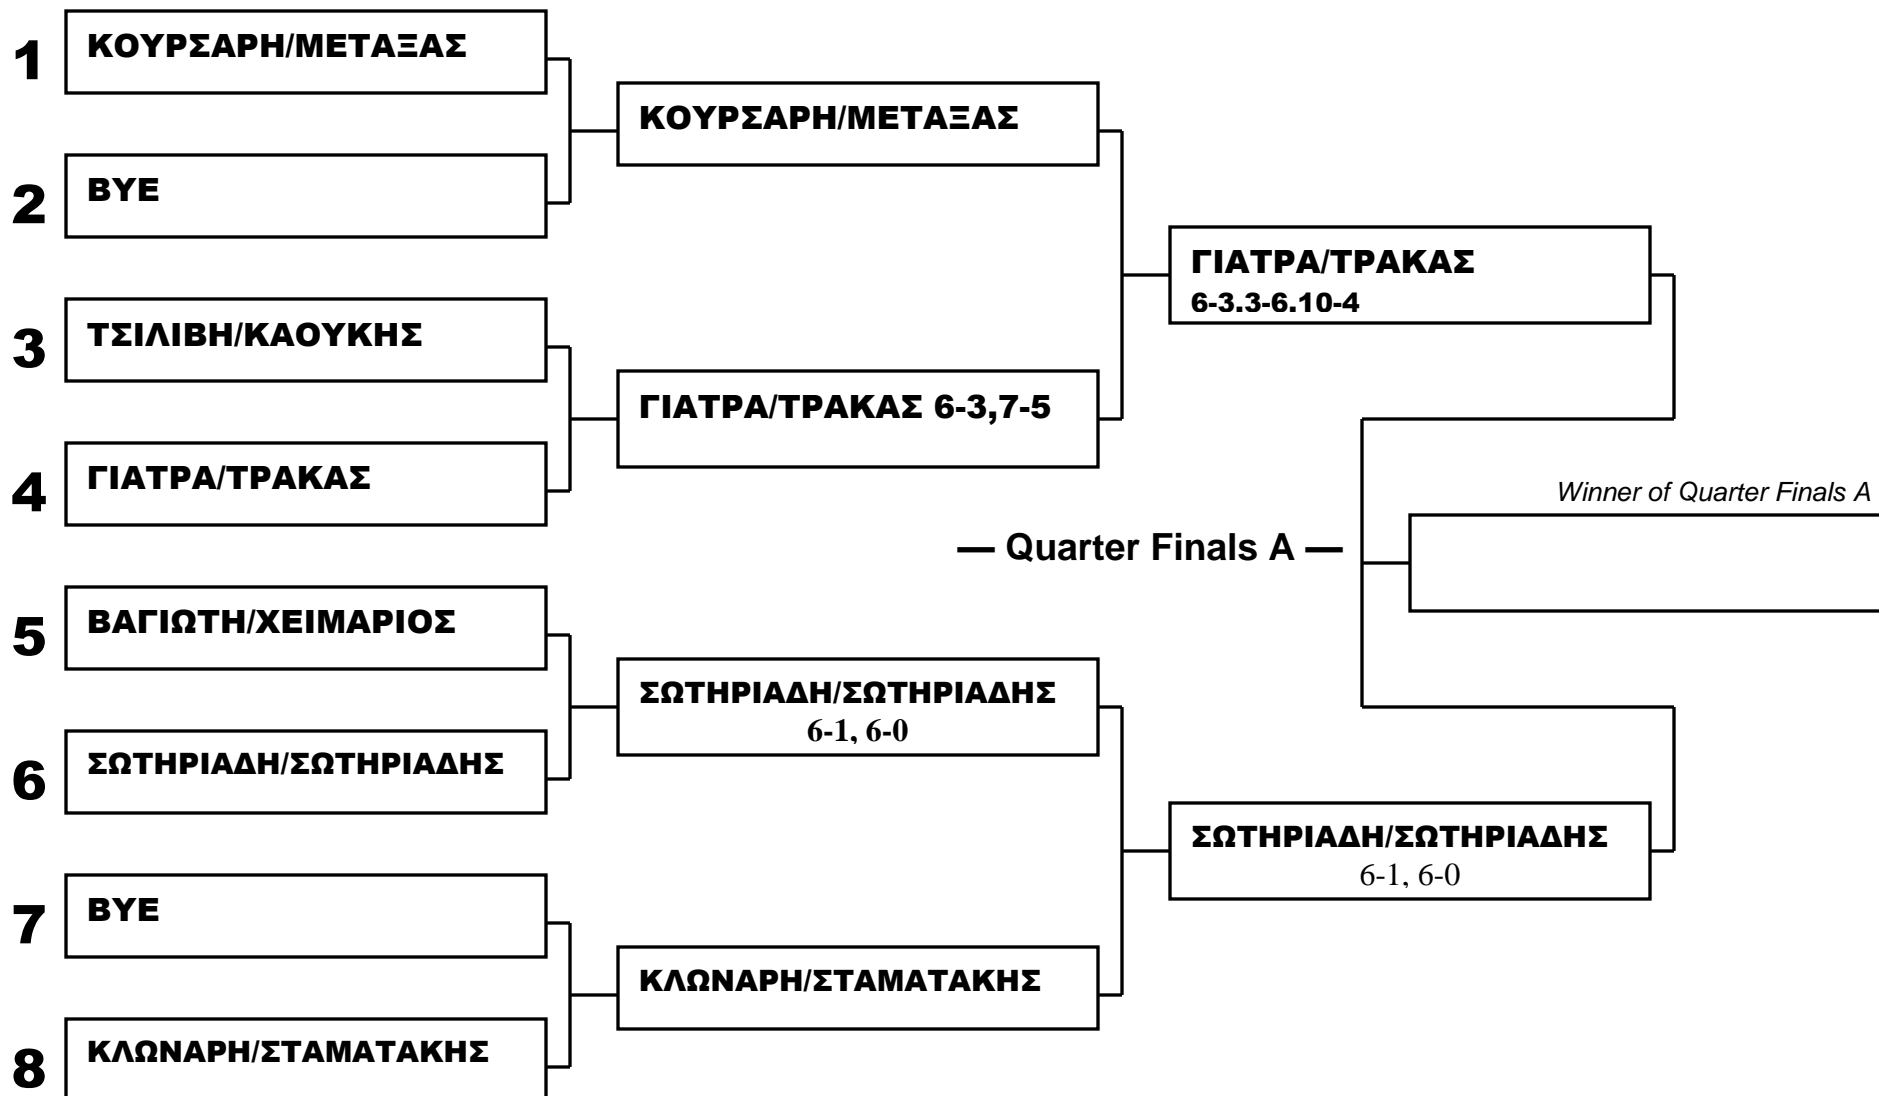 1
ΚΟΥΡΣΑΡΗ/ΜΕΤΑΞΑΣ
2
BYE
3
ΤΣΙΛΙΒΗ/ΚΑΟΥΚΗΣ
4
ΓΙΑΤΡΑ/ΤΡΑΚΑΣ
5
ΒΑΓΙΩΤΗ/ΧΕΙΜΑΡΙΟΣ
6
ΣΩΤΗΡΙΑΔΗ/ΣΩΤΗΡΙΑΔΗΣ
7
BYE
8
ΚΛΩΝΑΡΗ/ΣΤΑΜΑΤΑΚΗΣ
ΚΟΥΡΣΑΡΗ/ΜΕΤΑΞΑΣ
ΓΙΑΤΡΑ/ΤΡΑΚΑΣ 6-3,7-5
ΣΩΤΗΡΙΑΔΗ/ΣΩΤΗΡΙΑΔΗΣ
6-1, 6-0
ΚΛΩΝΑΡΗ/ΣΤΑΜΑΤΑΚΗΣ
ΓΙΑΤΡΑ/ΤΡΑΚΑΣ
6-3.3-6.10-4
— Quarter Finals A —
ΣΩΤΗΡΙΑΔΗ/ΣΩΤΗΡΙΑΔΗΣ
6-1, 6-0
Winner of Quarter Finals A